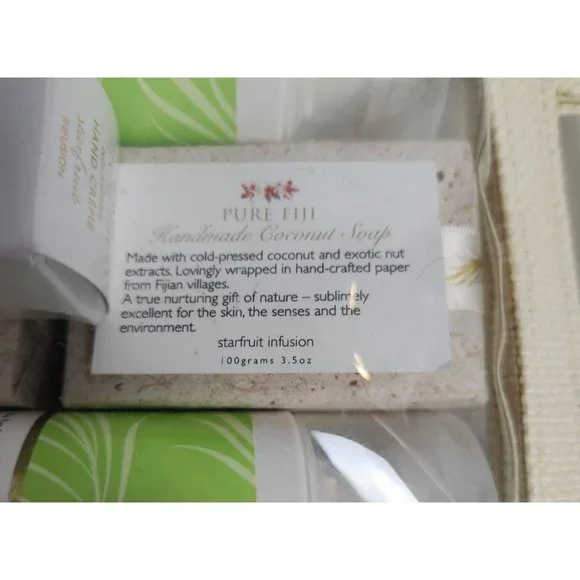 HAND CRÈME
starfruit
INFUSION
PURE FIJI
Handmade Coconut Soap
Made with cold-pressed coconut and exotic nut
extracts. Lovingly wrapped in hand-crafted paper
from Fijian villages.
A true nurturing gift of nature – sublimely
excellent for the skin, the senses and the
environment.
starfruit infusion
100grams 3.5oz